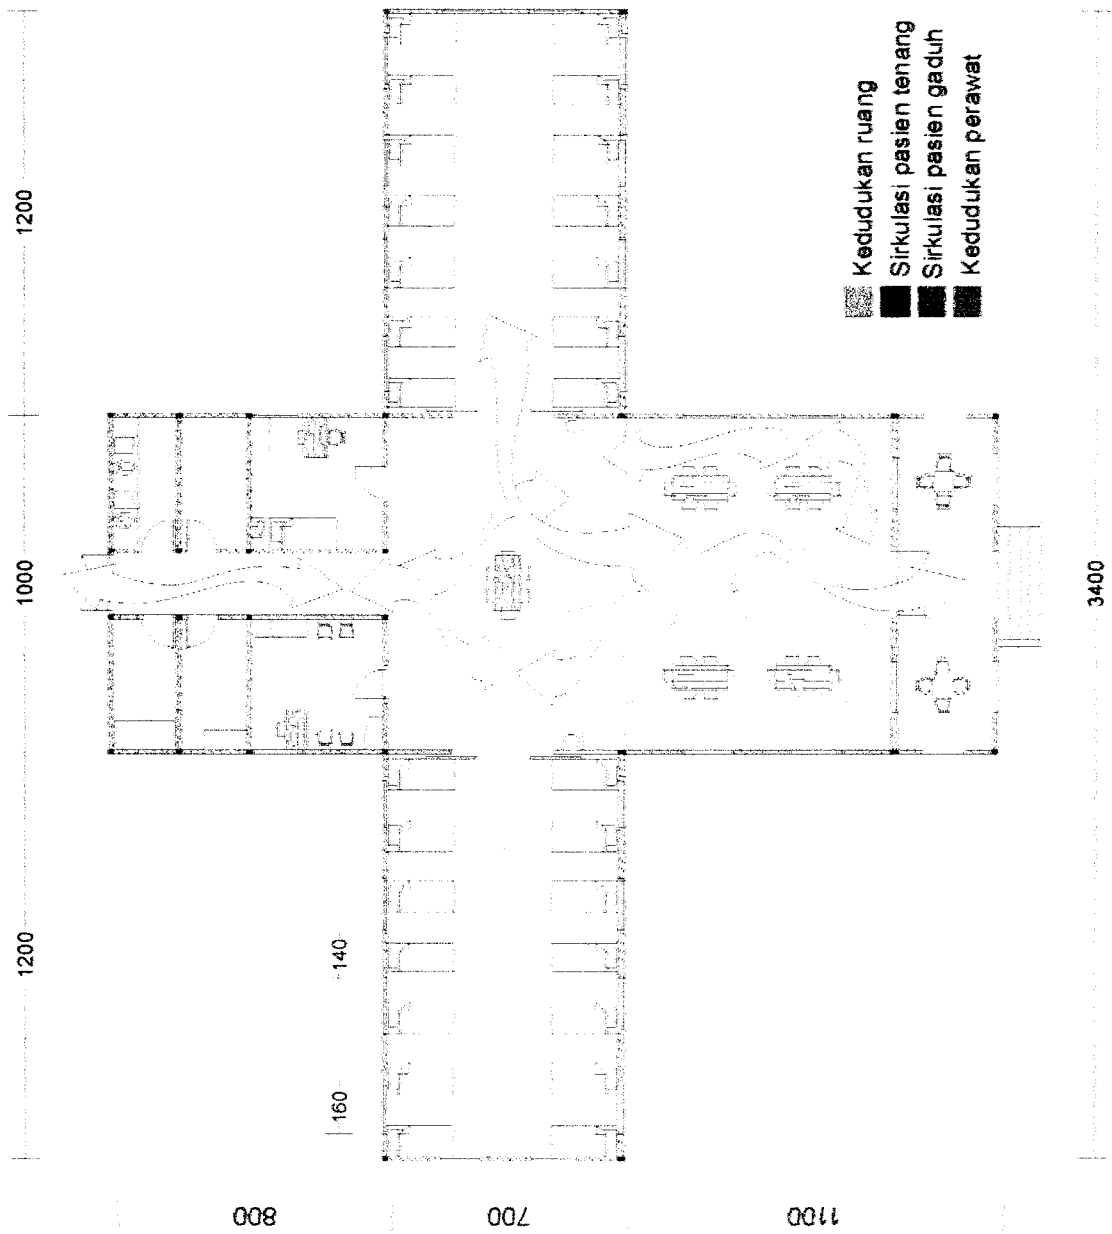 1200
1000
1200
3400
140
160
800
700
1100
Kedudukan ruang
Sirkulasi pasien tenang
Sirkulasi pasien gaduh
Kedudukan perawat